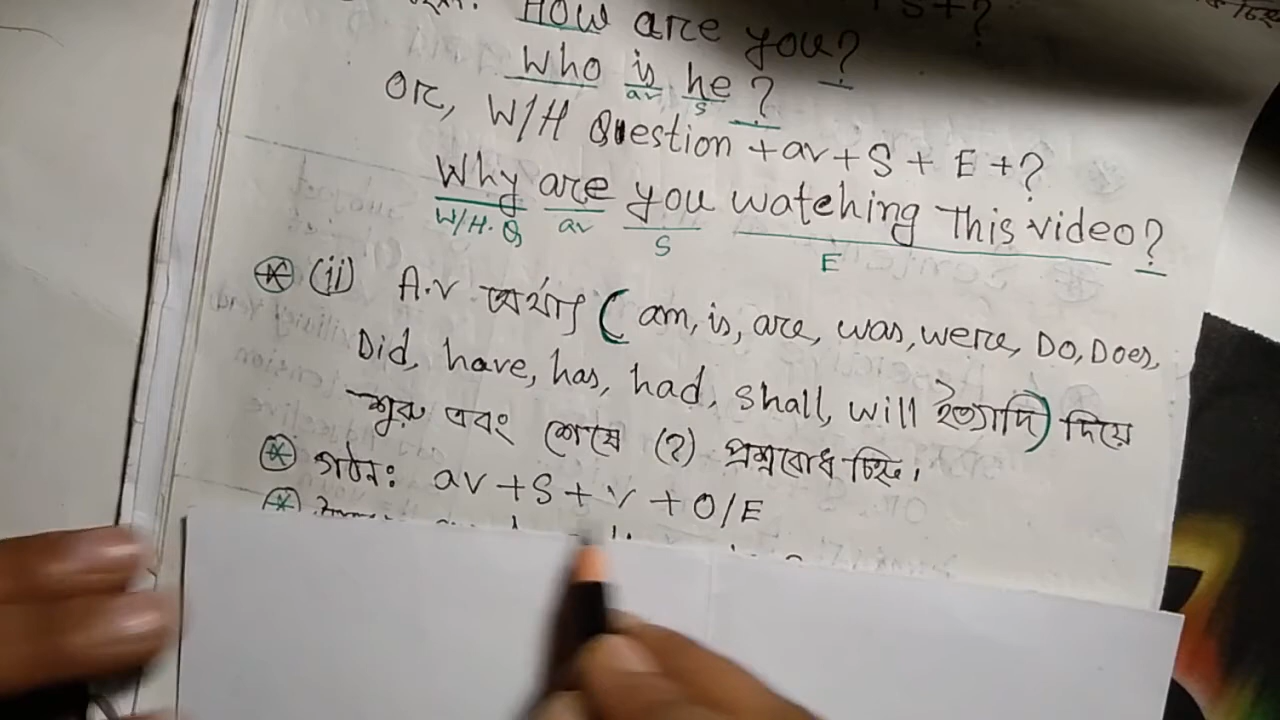 How are you?
S+?
Who is he ?
av s
Or, W/H Question +av+S + E +?
Why are you watching This video?
W/H. Q av S E
(ii) A.V অর্থাৎ ( am, is, are, was, were, Do, Does,
Did, have, has, had, shall, will ইত্যাদি) দিয়ে
শুরু এবং শেষে (?) প্রশ্নবোধ চিহ্ন।
গঠন: av +S + V + O/E